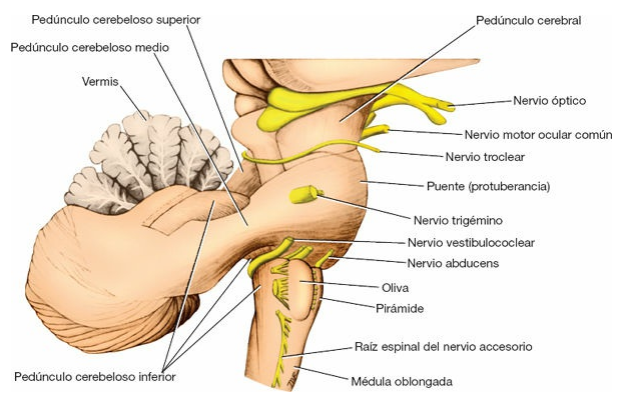 Pedúnculo cerebeloso superior
Pedúnculo cerebral
Pedúnculo cerebeloso medio
Vermis
Nervio óptico
Nervio motor ocular común
Nervio troclear
Puente (protuberancia)
Nervio trigémino
Nervio vestibulococlear
Nervio abducens
Oliva
Pirámide
Raíz espinal del nervio accesorio
Pedúnculo cerebeloso inferior
Médula oblongada